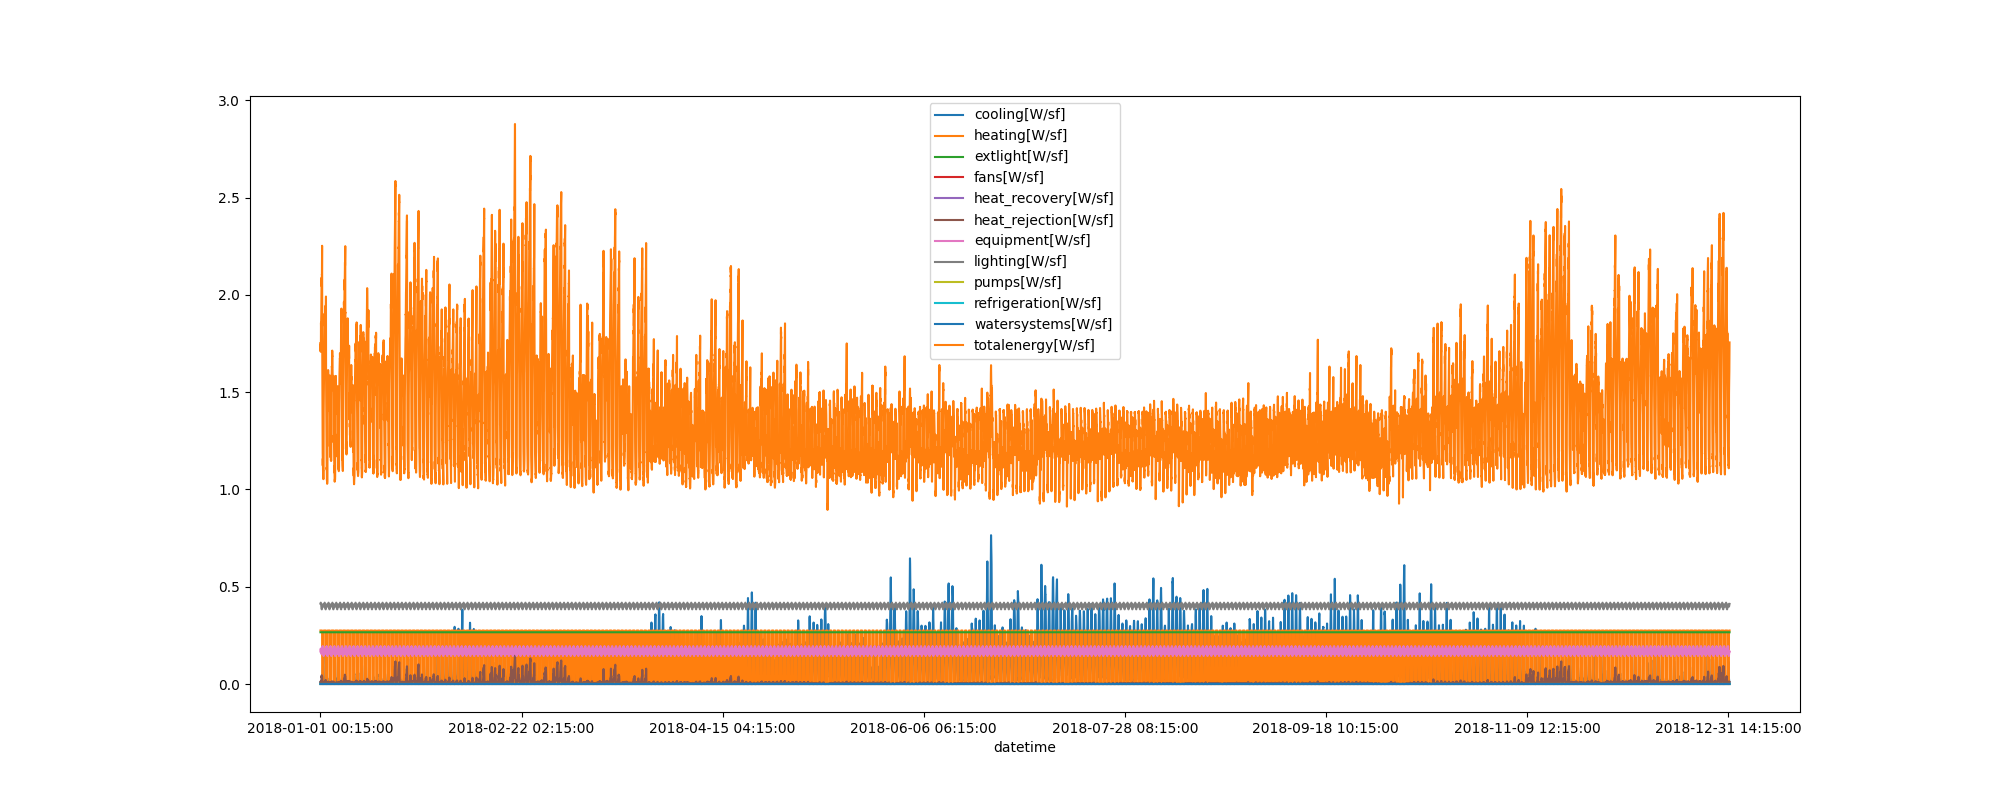 3.0
2.5
2.0
1.5
1.0
0.5
0.0
cooling[W/sf]
heating[W/sf]
extlight[W/sf]
fans[W/sf]
heat_recovery[W/sf]
heat_rejection[W/sf]
equipment[W/sf]
lighting[W/sf]
pumps[W/sf]
refrigeration[W/sf]
watersystems[W/sf]
totalenergy[W/sf]
2018-01-01 00:15:00 2018-02-22 02:15:00 2018-04-15 04:15:00 2018-06-06 06:15:00 2018-07-28 08:15:00 2018-09-18 10:15:00 2018-11-09 12:15:00 2018-12-31 14:15:00
datetime